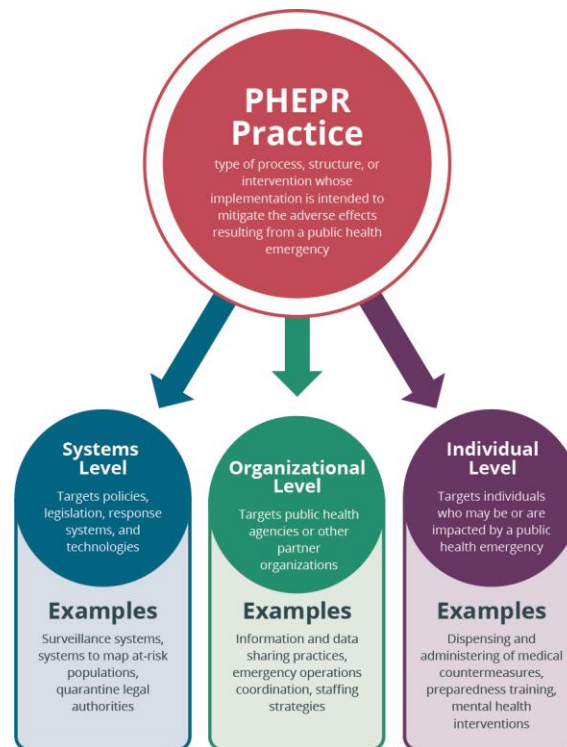 PHEPR
Practice
type of process, structure, or
intervention whose
implementation is intended to
mitigate the adverse effects
resulting from a public health
emergency
Systems
Level
Targets policies,
legislation, response
systems, and
technologies
Examples
Surveillance systems,
systems to map at-risk
populations,
quarantine legal
authorities
Organizational
Level
Targets public health
agencies or other
partner
organizations
Examples
Information and data
sharing practices,
emergency operations
coordination, staffing
strategies
Individual
Level
Targets individuals
who may be or are
impacted by a public
health emergency
Examples
Dispensing and
administering of medical
countermeasures,
preparedness training,
mental health
interventions